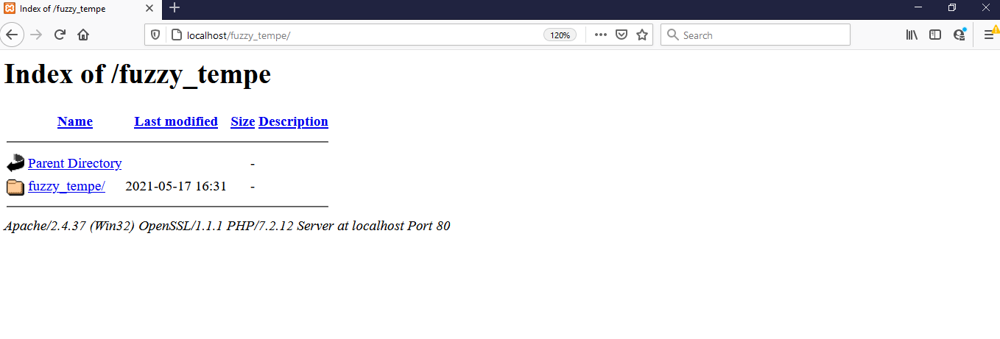 Index of /fuzzy_tempe
localhost/fuzzy_tempe/ 120% Search
Index of /fuzzy_tempe
Name Last modified Size Description
Parent Directory -
fuzzy_tempe/ 2021-05-17 16:31 -
Apache/2.4.37 (Win32) OpenSSL/1.1.1 PHP/7.2.12 Server at localhost Port 80